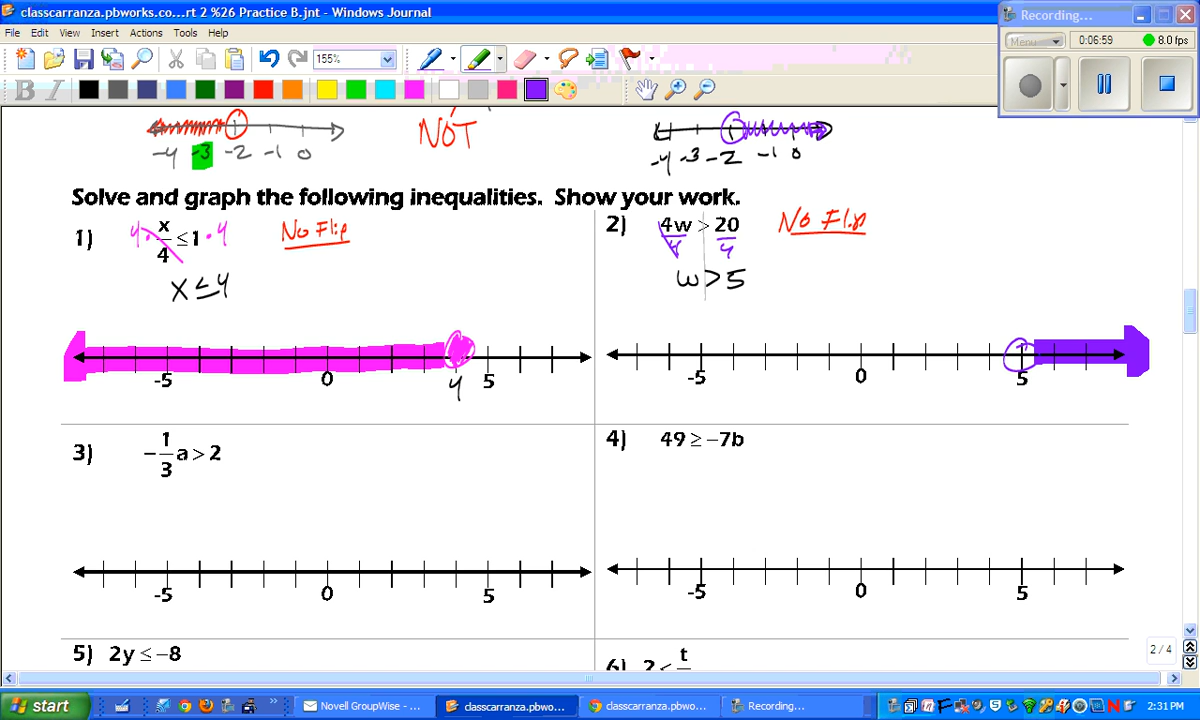 classcarranza.pbworks.co...rt 2 %26 Practice B.jnt - Windows Journal
File Edit View Insert Actions Tools Help
155%
B I
Recording...
Menu 0:06:59 8.0 fps
-4 -3 -2 -1 0
NOT
-4 -3 -2 -1 0
Solve and graph the following inequalities. Show your work.
1) 4 · x/4 ≤ 1 · 4 No Flip
x ≤ 4
-5 0 4 5
2) 4w > 20 No Flip
4 4
w > 5
-5 0 5
3) -1/3 a > 2
-5 0 5
4) 49 ≥ -7b
-5 0 5
5) 2y ≤ -8
6) 2 < t
2 / 4
start
Novell GroupWise - ...
classcarranza.pbwo...
classcarranza.pbwo...
Recording...
2:31 PM